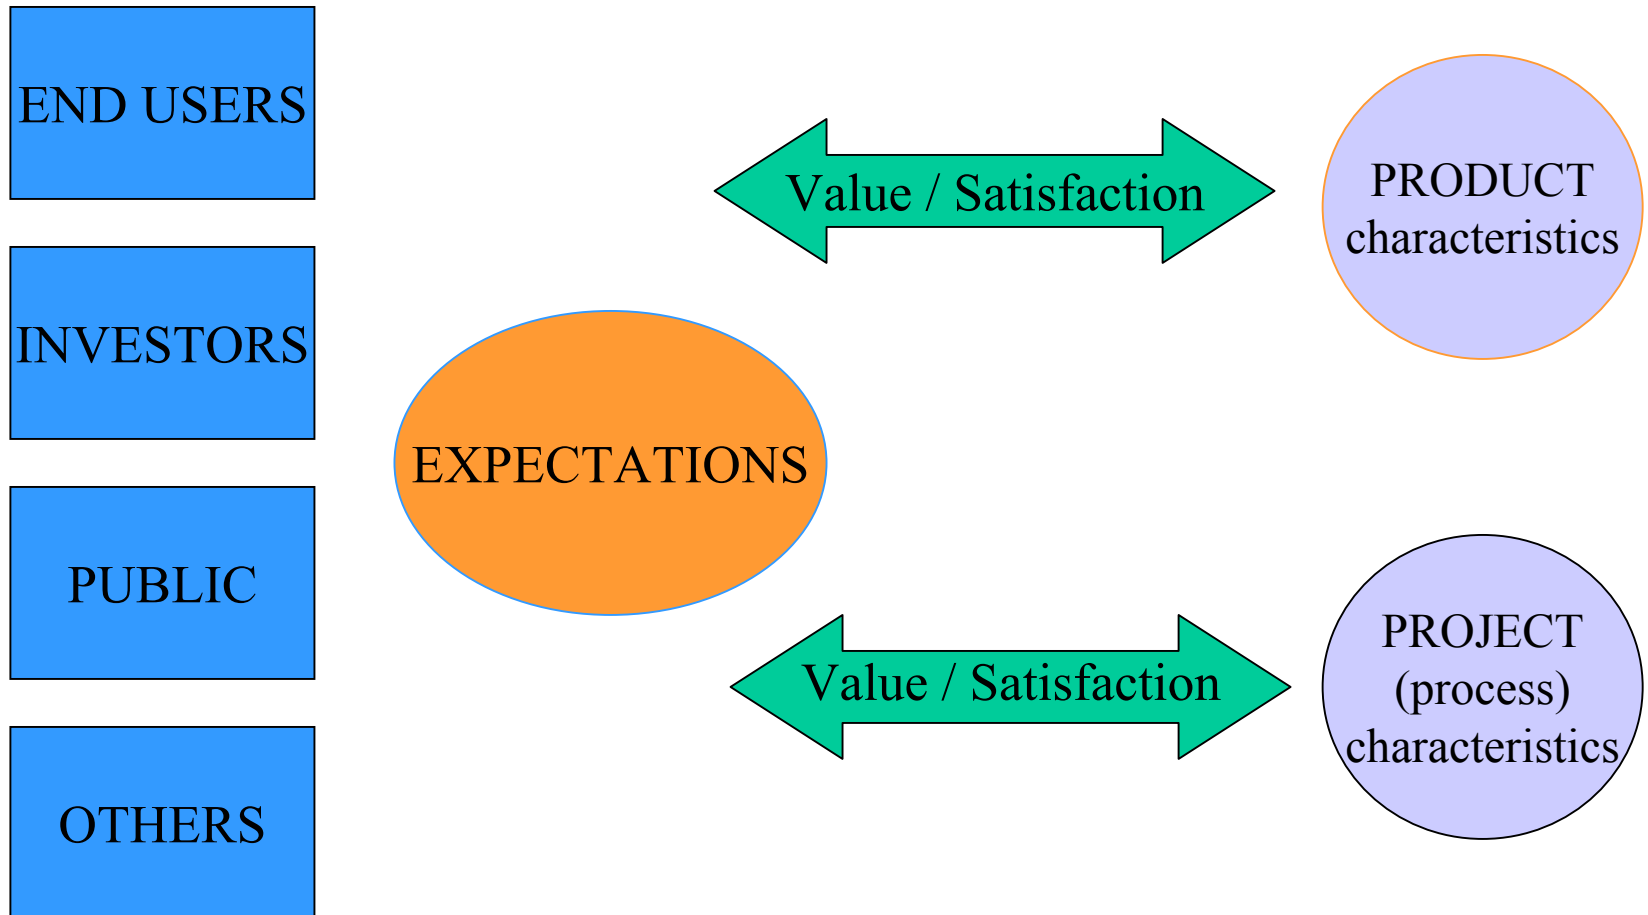 END USERS
INVESTORS
PUBLIC
OTHERS
EXPECTATIONS
Value / Satisfaction
Value / Satisfaction
PRODUCT
characteristics
PROJECT
(process)
characteristics